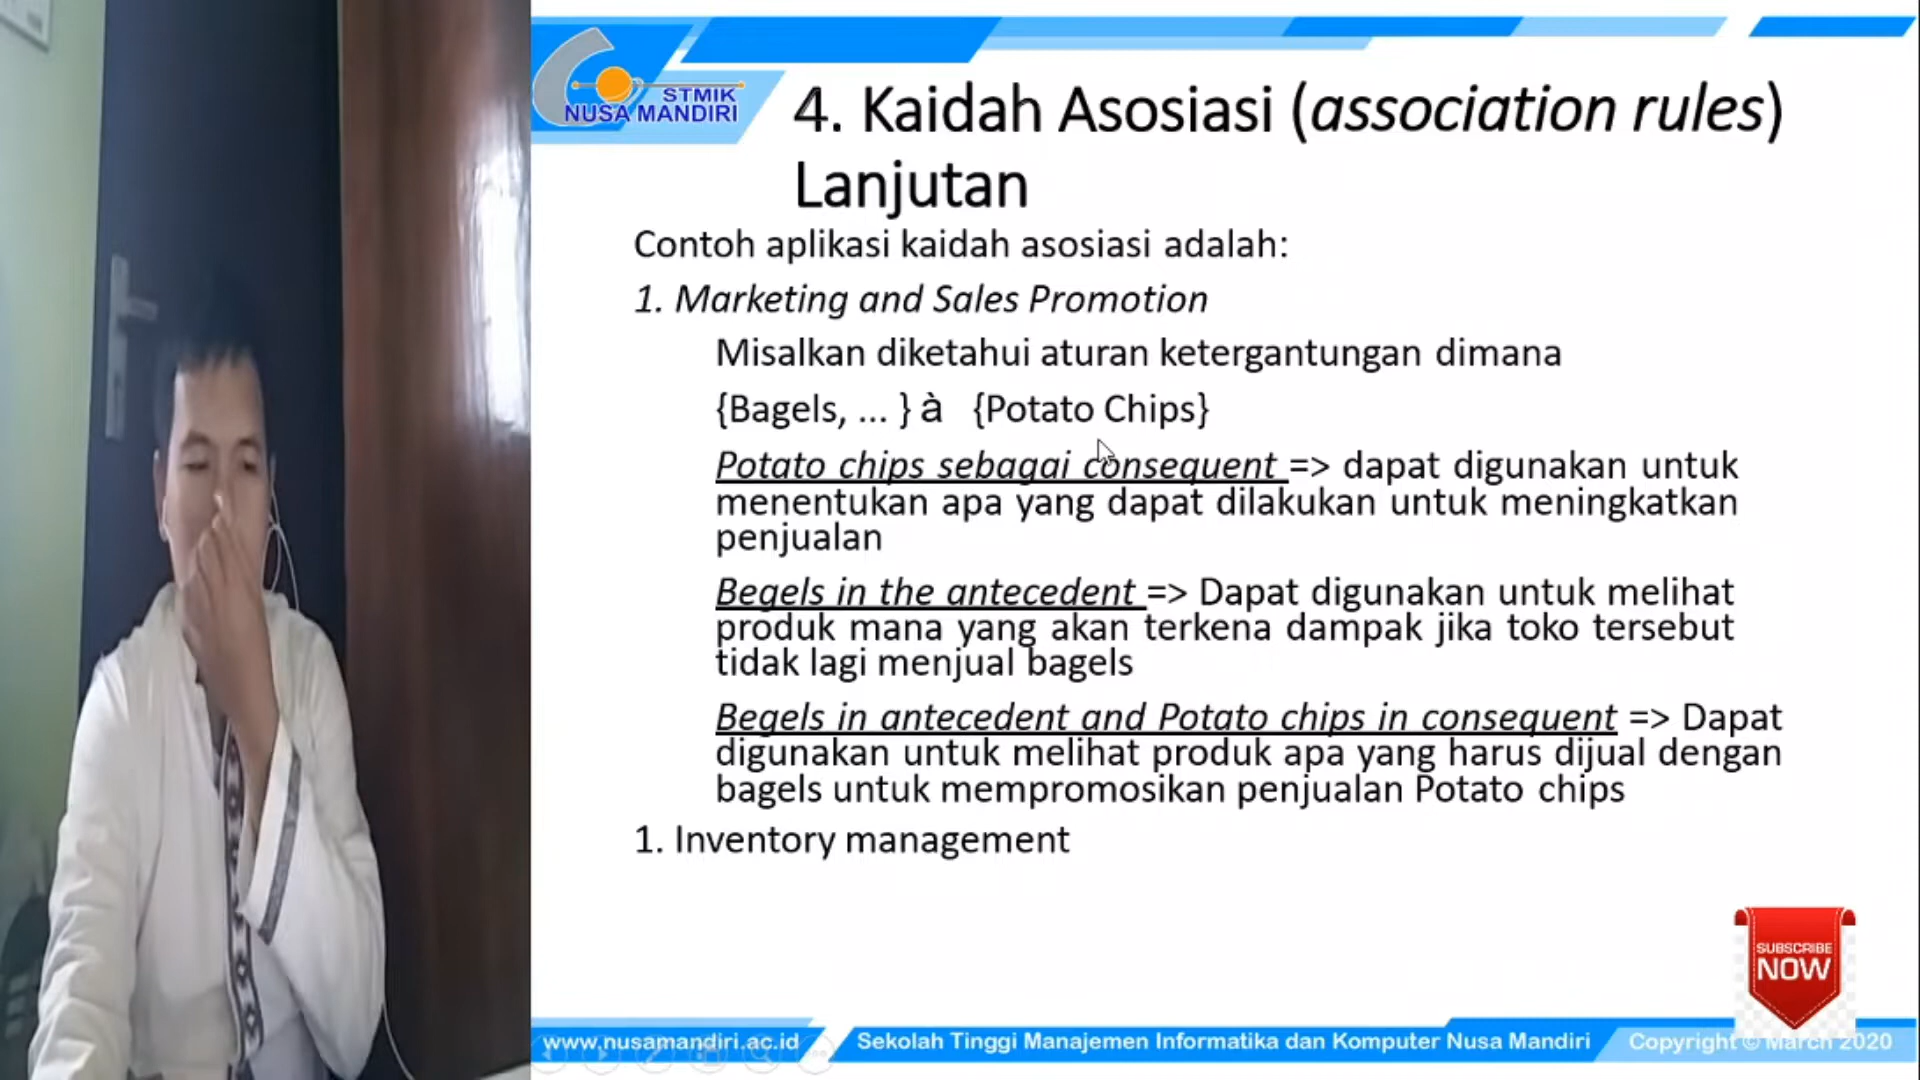 STMIK
NUSA MANDIRI
4. Kaidah Asosiasi (association rules)
Lanjutan
Contoh aplikasi kaidah asosiasi adalah:
1. Marketing and Sales Promotion
Misalkan diketahui aturan ketergantungan dimana
{Bagels, ... } à {Potato Chips}
Potato chips sebagai consequent => dapat digunakan untuk
menentukan apa yang dapat dilakukan untuk meningkatkan
penjualan
Begels in the antecedent => Dapat digunakan untuk melihat
produk mana yang akan terkena dampak jika toko tersebut
tidak lagi menjual bagels
Begels in antecedent and Potato chips in consequent => Dapat
digunakan untuk melihat produk apa yang harus dijual dengan
bagels untuk mempromosikan penjualan Potato chips
1. Inventory management
SUBSCRIBE
NOW
www.nusamandiri.ac.id
Sekolah Tinggi Manajemen Informatika dan Komputer Nusa Mandiri
Copyright © March 2020